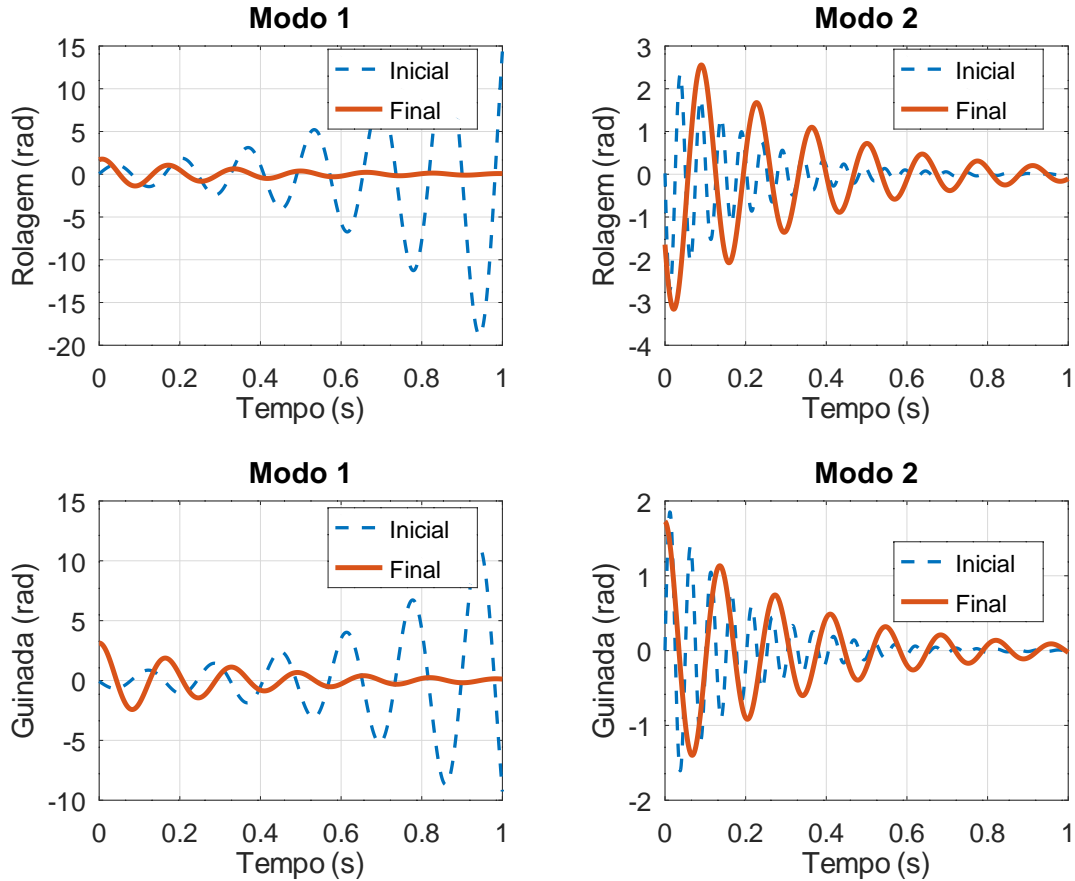 Modo 1
15
10
5
0
-5
-10
-15
-20
Rolagem (rad)
Inicial
Final
0 0.2 0.4 0.6 0.8 1
Tempo (s)
Modo 2
3
2
1
0
-1
-2
-3
-4
Rolagem (rad)
Inicial
Final
0 0.2 0.4 0.6 0.8 1
Tempo (s)
Modo 1
15
10
5
0
-5
-10
Guinada (rad)
Inicial
Final
0 0.2 0.4 0.6 0.8 1
Tempo (s)
Modo 2
2
1
0
-1
-2
Guinada (rad)
Inicial
Final
0 0.2 0.4 0.6 0.8 1
Tempo (s)